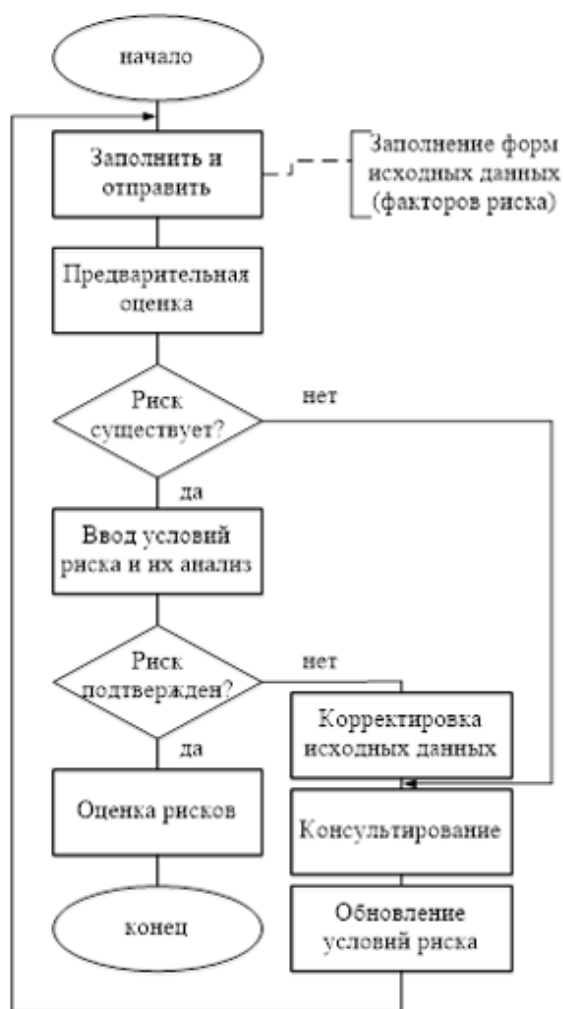 начало
Заполнить и
отправить
Заполнение форм
исходных данных
(факторов риска)
Предварительная
оценка
Риск
существует?
нет
да
Ввод условий
риска и их анализ
Риск
подтвержден?
нет
да
Корректировка
исходных данных
Оценка рисков
Консультирование
конец
Обновление
условий риска